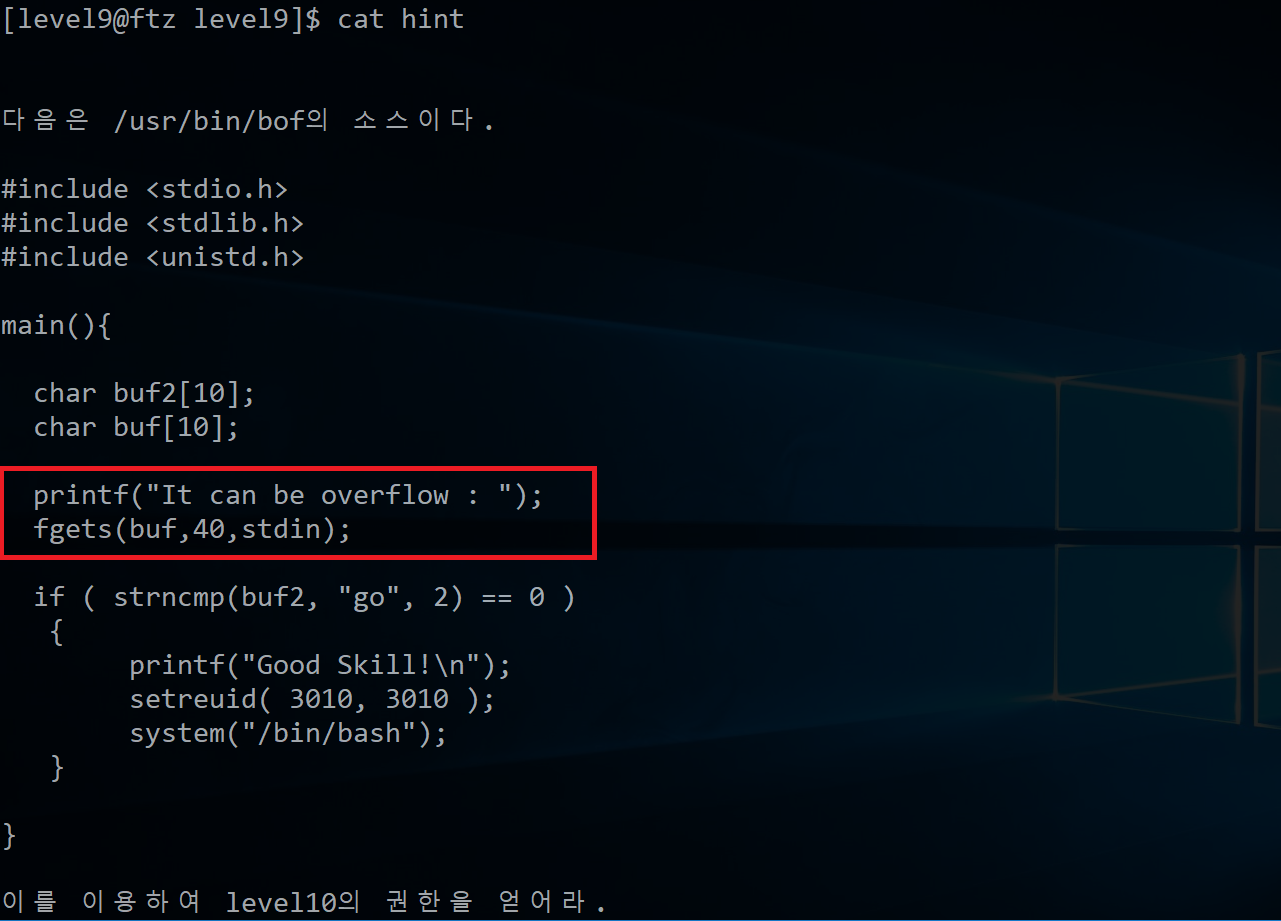 [level9@ftz level9]$ cat hint
다음은 /usr/bin/bof의 소스이다.
#include <stdio.h>
#include <stdlib.h>
#include <unistd.h>
main(){
char buf2[10];
char buf[10];
printf("It can be overflow : ");
fgets(buf,40,stdin);
if ( strncmp(buf2, "go", 2) == 0 )
{
printf("Good Skill!\n");
setreuid( 3010, 3010 );
system("/bin/bash");
}
}
이를 이용하여 level10의 권한을 얻어라.